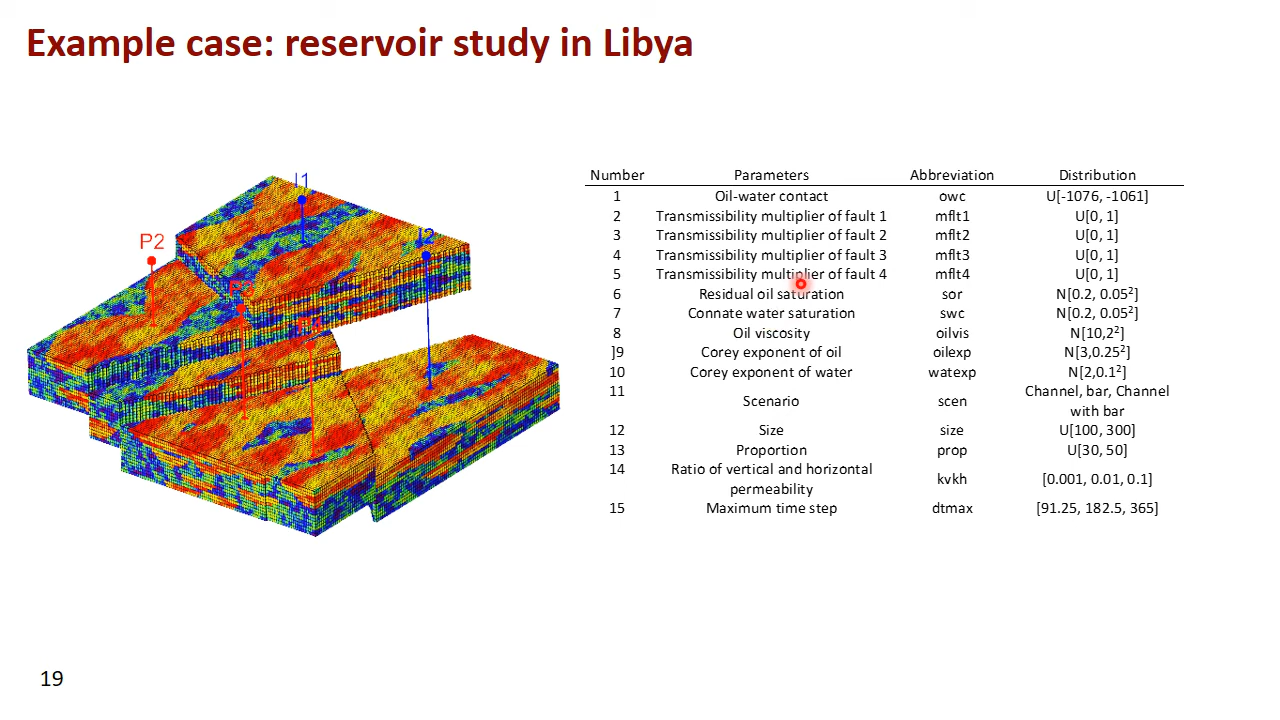 Example case: reservoir study in Libya
I1
I2
P2
P3
P4
Number Parameters Abbreviation Distribution
1 Oil-water contact owc U[-1076, -1061]
2 Transmissibility multiplier of fault 1 mflt1 U[0, 1]
3 Transmissibility multiplier of fault 2 mflt2 U[0, 1]
4 Transmissibility multiplier of fault 3 mflt3 U[0, 1]
5 Transmissibility multiplier of fault 4 mflt4 U[0, 1]
6 Residual oil saturation sor N[0.2, 0.05²]
7 Connate water saturation swc N[0.2, 0.05²]
8 Oil viscosity oilvis N[10,2²]
]9 Corey exponent of oil oilexp N[3,0.25²]
10 Corey exponent of water watexp N[2,0.1²]
11 Scenario scen Channel, bar, Channel
with bar
12 Size size U[100, 300]
13 Proportion prop U[30, 50]
14 Ratio of vertical and horizontal
permeability kvkh [0.001, 0.01, 0.1]
15 Maximum time step dtmax [91.25, 182.5, 365]
19